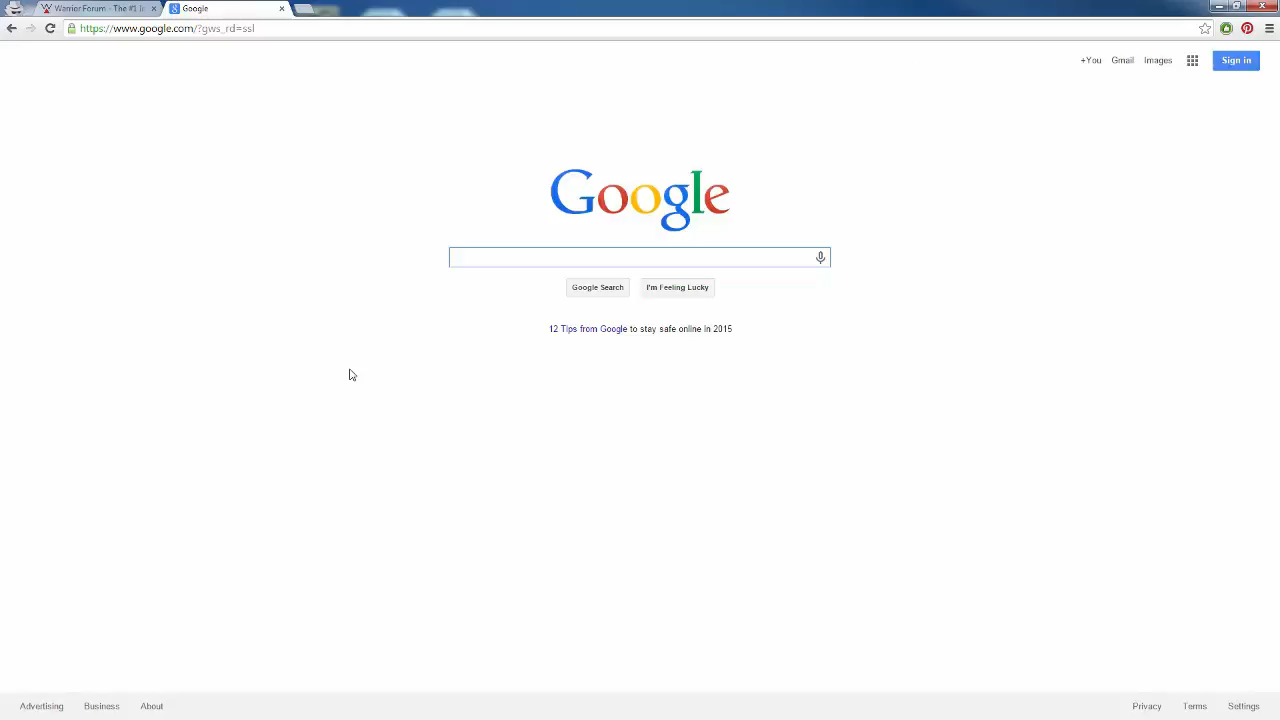 Warrior Forum - The #1 I
Google
https://www.google.com/?gws_rd=ssl
+You Gmail Images Sign in
Google
Google Search I'm Feeling Lucky
12 Tips from Google to stay safe online in 2015
Advertising Business About Privacy Terms Settings